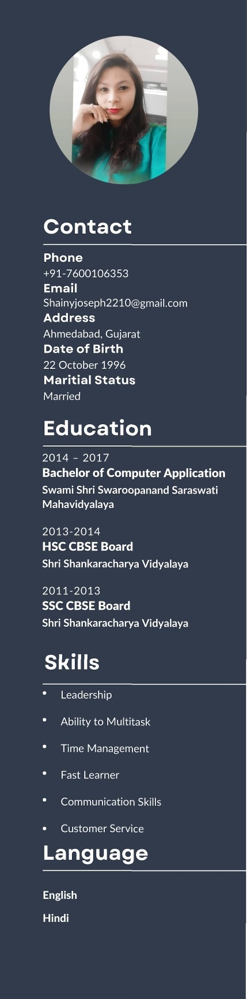 Contact
Phone
+91-7600106353
Email
Shainyjoseph2210@gmail.com
Address
Ahmedabad, Gujarat
Date of Birth
22 October 1996
Maritial Status
Married
Education
2014 – 2017
Bachelor of Computer Application
Swami Shri Swaroopanand Saraswati
Mahavidyalaya
2013-2014
HSC CBSE Board
Shri Shankaracharya Vidyalaya
2011-2013
SSC CBSE Board
Shri Shankaracharya Vidyalaya
Skills
• Leadership
• Ability to Multitask
• Time Management
• Fast Learner
• Communication Skills
• Customer Service
Language
English
Hindi